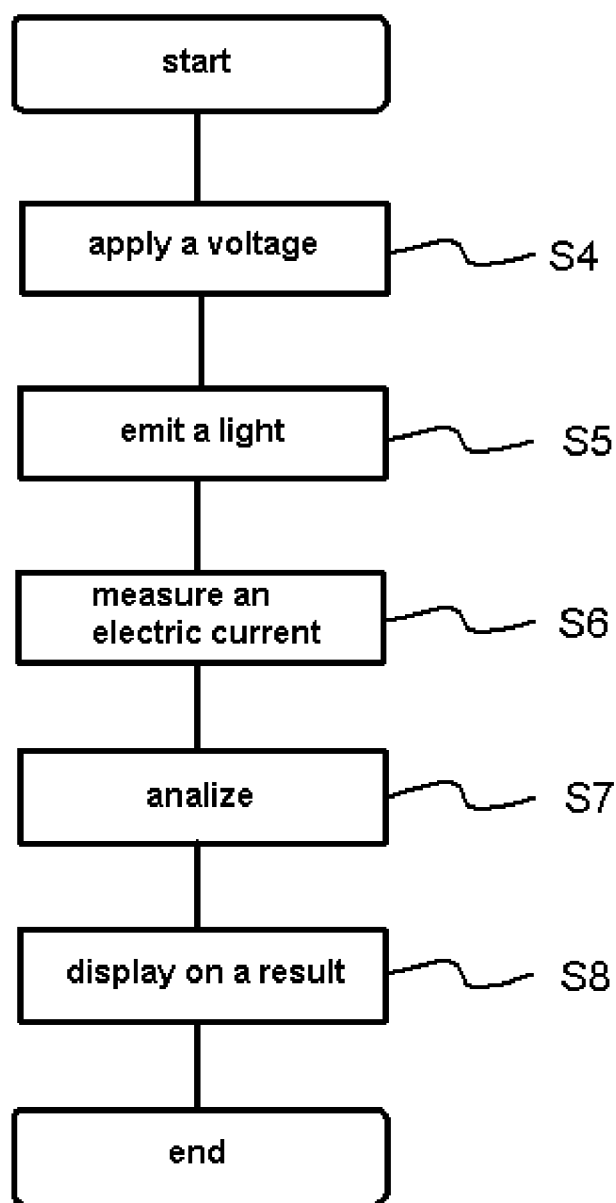 start
apply a voltage
S4
emit a light
S5
measure an
electric current
S6
analize
S7
display on a result
S8
end